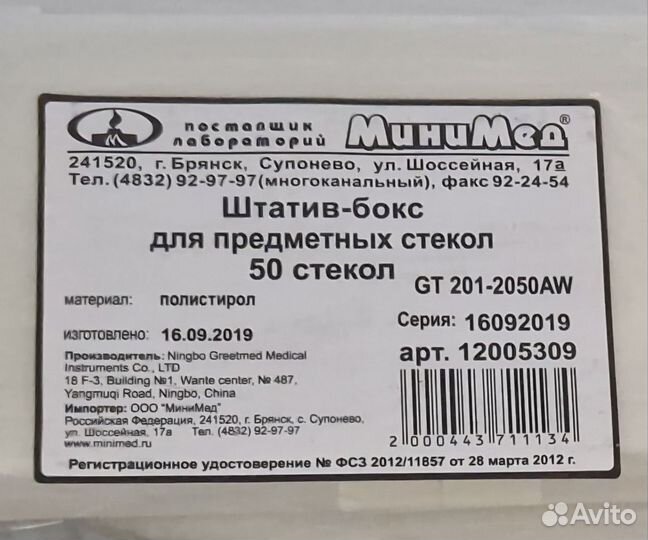 поставщик
лабораторий
МиниМед®
241520, г. Брянск, Супонево, ул. Шоссейная, 17а
Тел. (4832) 92-97-97(многоканальный), факс 92-24-54
Штатив-бокс
для предметных стекол
50 стекол
GT 201-2050AW
материал: полистирол
Серия: 16092019
изготовлено: 16.09.2019
арт. 12005309
Производитель: Ningbo Greetmed Medical
Instruments Co., LTD
18 F-3, Building №1, Wante center, № 487,
Yangmuqi Road, Ningbo, China
Импортер: ООО "МиниМед"
Российская Федерация, 241520, г. Брянск, с. Супонево,
ул. Шоссейная, 17а Тел. (4832) 92-97-97
www.minimed.ru
2 000443 711134
Регистрационное удостоверение № ФСЗ 2012/11857 от 28 марта 2012 г.
Avito